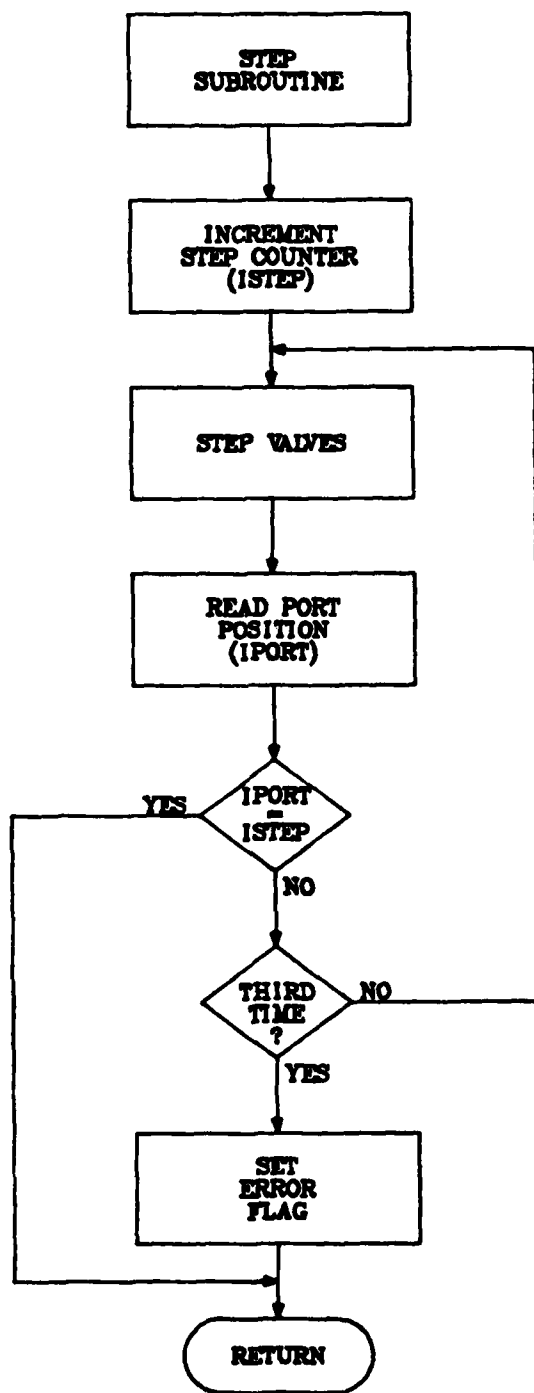 STEP
SUBROUTINE
INCREMENT
STEP COUNTER
(ISTEP)
STEP VALVES
READ PORT
POSITION
(IPORT)
YES
IPORT
=
ISTEP
NO
THIRD
TIME
?
NO
YES
SET
ERROR
FLAG
RETURN